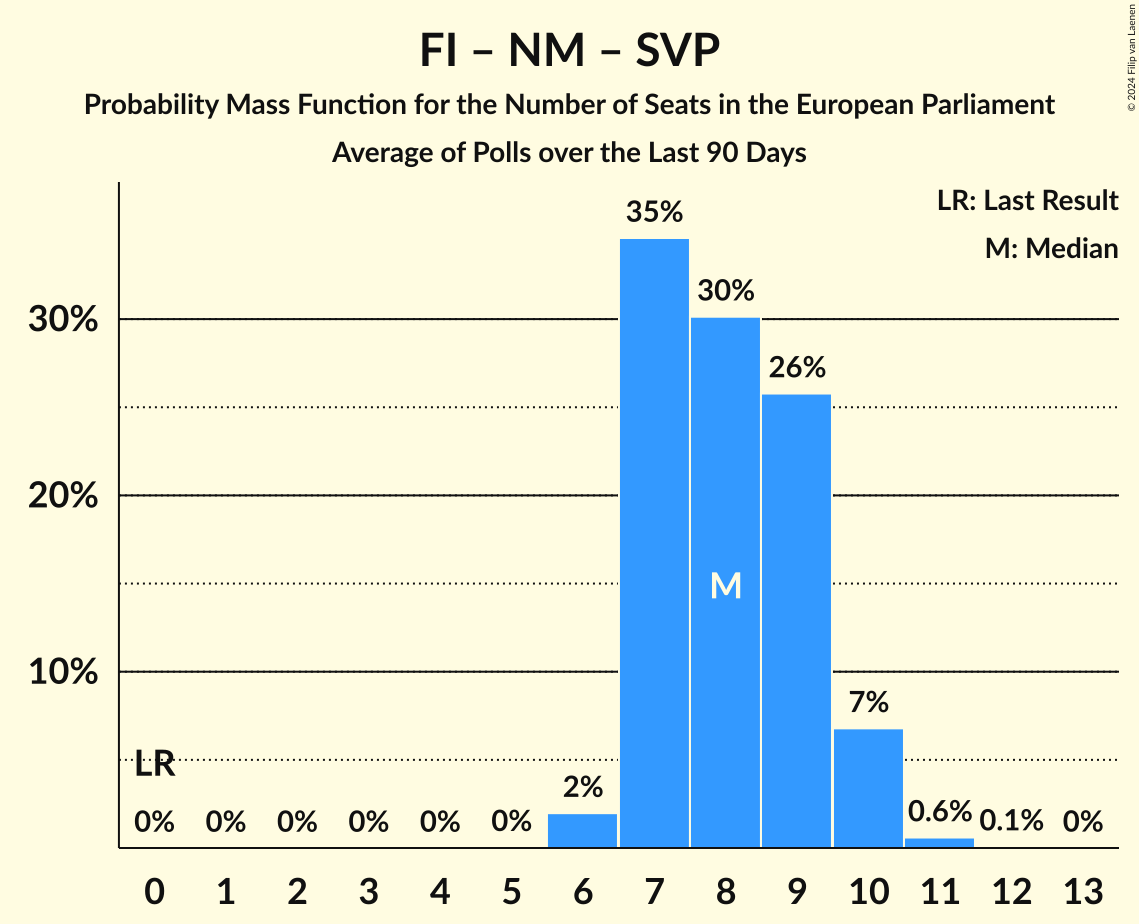 FI – NM – SVP
Probability Mass Function for the Number of Seats in the European Parliament
Average of Polls over the Last 90 Days
© 2024 Filip van Laenen
LR: Last Result
M: Median
35%
30%
26%
7%
2%
0.6%
0.1%
0%
0% 0% 0% 0% 0% 0%
LR
M
30%
20%
10%
0 1 2 3 4 5 6 7 8 9 10 11 12 13